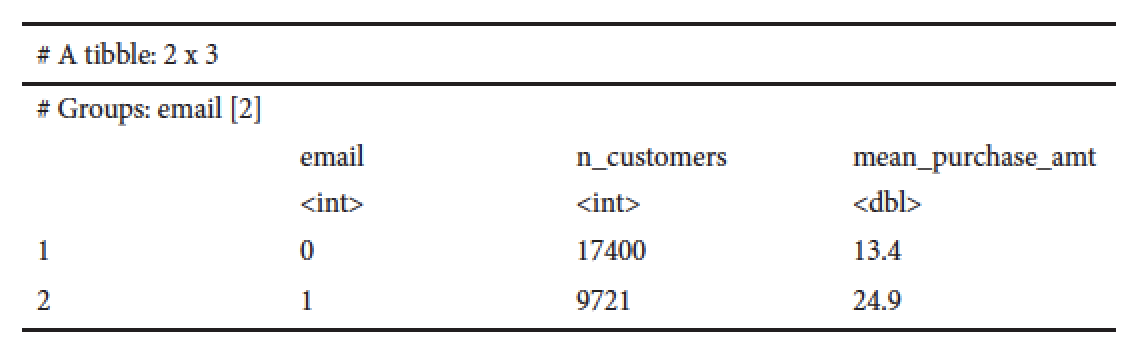 # A tibble: 2 x 3
# Groups: email [2]
email n_customers mean_purchase_amt
<int> <int> <dbl>
1 0 17400 13.4
2 1 9721 24.9